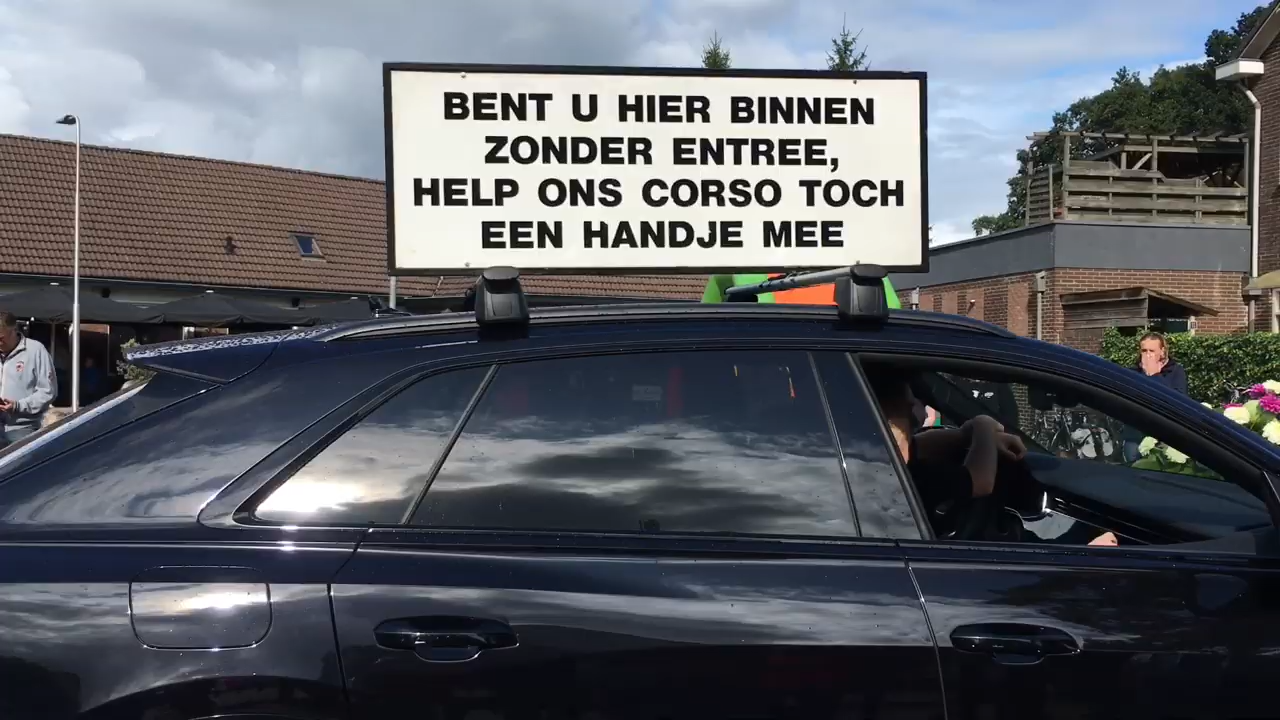 BENT U HIER BINNEN
ZONDER ENTREE,
HELP ONS CORSO TOCH
EEN HANDJE MEE